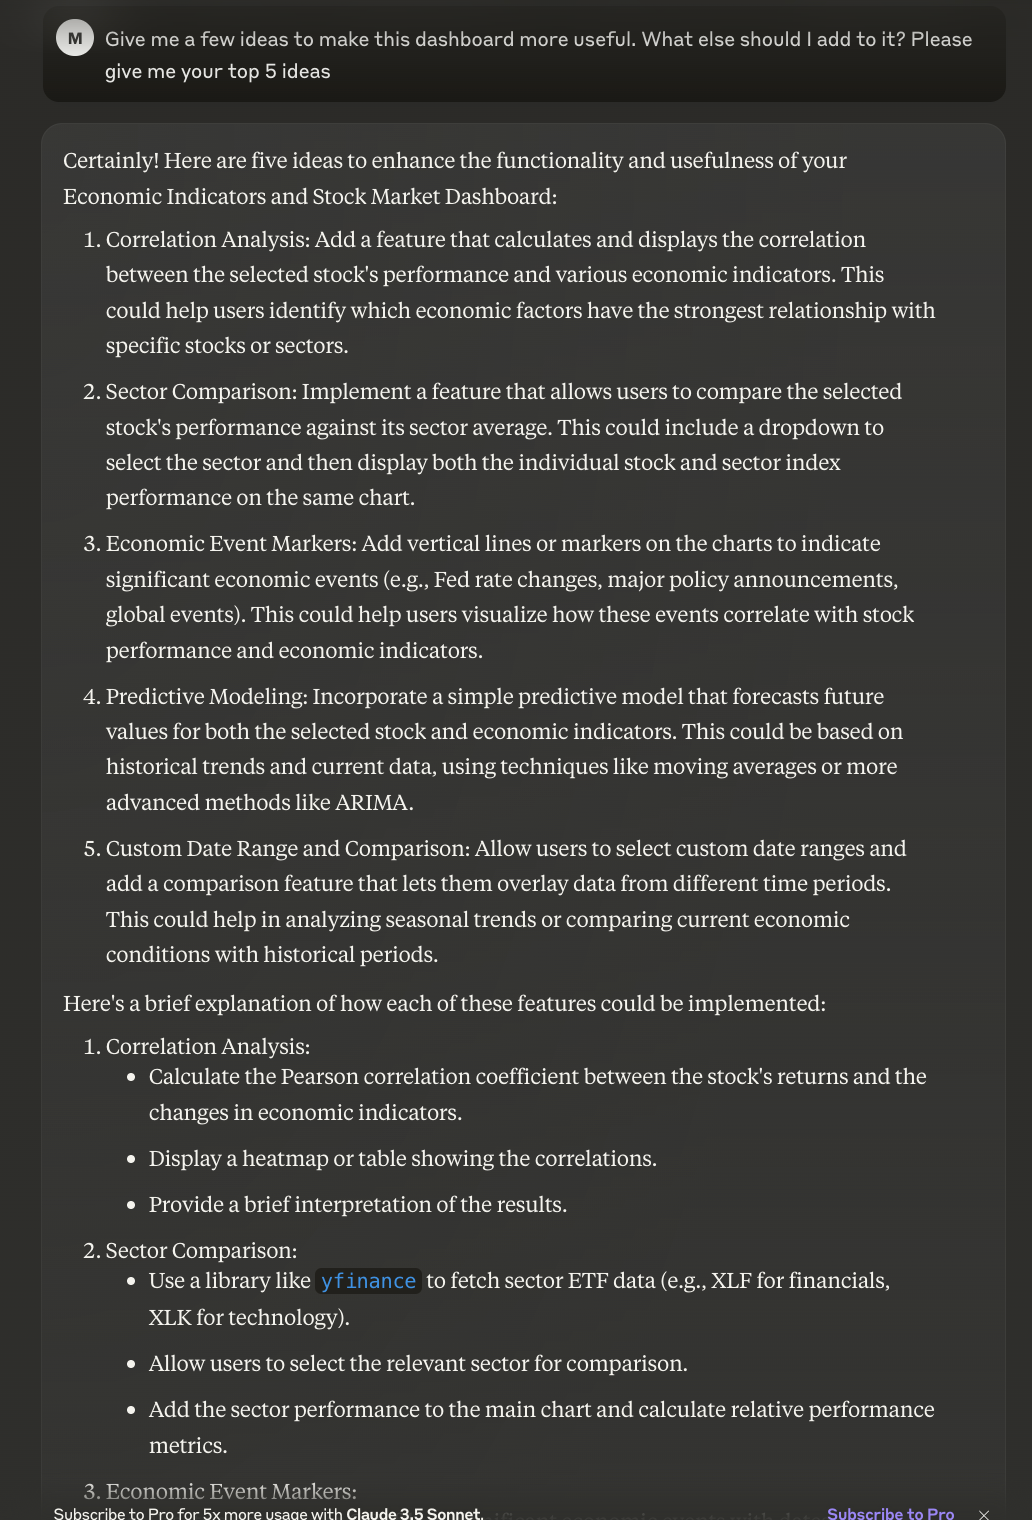 M
Give me a few ideas to make this dashboard more useful. What else should I add to it? Please
give me your top 5 ideas
Certainly! Here are five ideas to enhance the functionality and usefulness of your
Economic Indicators and Stock Market Dashboard:
1. Correlation Analysis: Add a feature that calculates and displays the correlation
between the selected stock's performance and various economic indicators. This
could help users identify which economic factors have the strongest relationship with
specific stocks or sectors.
2. Sector Comparison: Implement a feature that allows users to compare the selected
stock's performance against its sector average. This could include a dropdown to
select the sector and then display both the individual stock and sector index
performance on the same chart.
3. Economic Event Markers: Add vertical lines or markers on the charts to indicate
significant economic events (e.g., Fed rate changes, major policy announcements,
global events). This could help users visualize how these events correlate with stock
performance and economic indicators.
4. Predictive Modeling: Incorporate a simple predictive model that forecasts future
values for both the selected stock and economic indicators. This could be based on
historical trends and current data, using techniques like moving averages or more
advanced methods like ARIMA.
5. Custom Date Range and Comparison: Allow users to select custom date ranges and
add a comparison feature that lets them overlay data from different time periods.
This could help in analyzing seasonal trends or comparing current economic
conditions with historical periods.
Here's a brief explanation of how each of these features could be implemented:
1. Correlation Analysis:
• Calculate the Pearson correlation coefficient between the stock's returns and the
changes in economic indicators.
• Display a heatmap or table showing the correlations.
• Provide a brief interpretation of the results.
2. Sector Comparison:
• Use a library like yfinance to fetch sector ETF data (e.g., XLF for financials,
XLK for technology).
• Allow users to select the relevant sector for comparison.
• Add the sector performance to the main chart and calculate relative performance
metrics.
3. Economic Event Markers:
Subscribe to Pro for 5x more usage with Claude 3.5 Sonnet. Subscribe to Pro